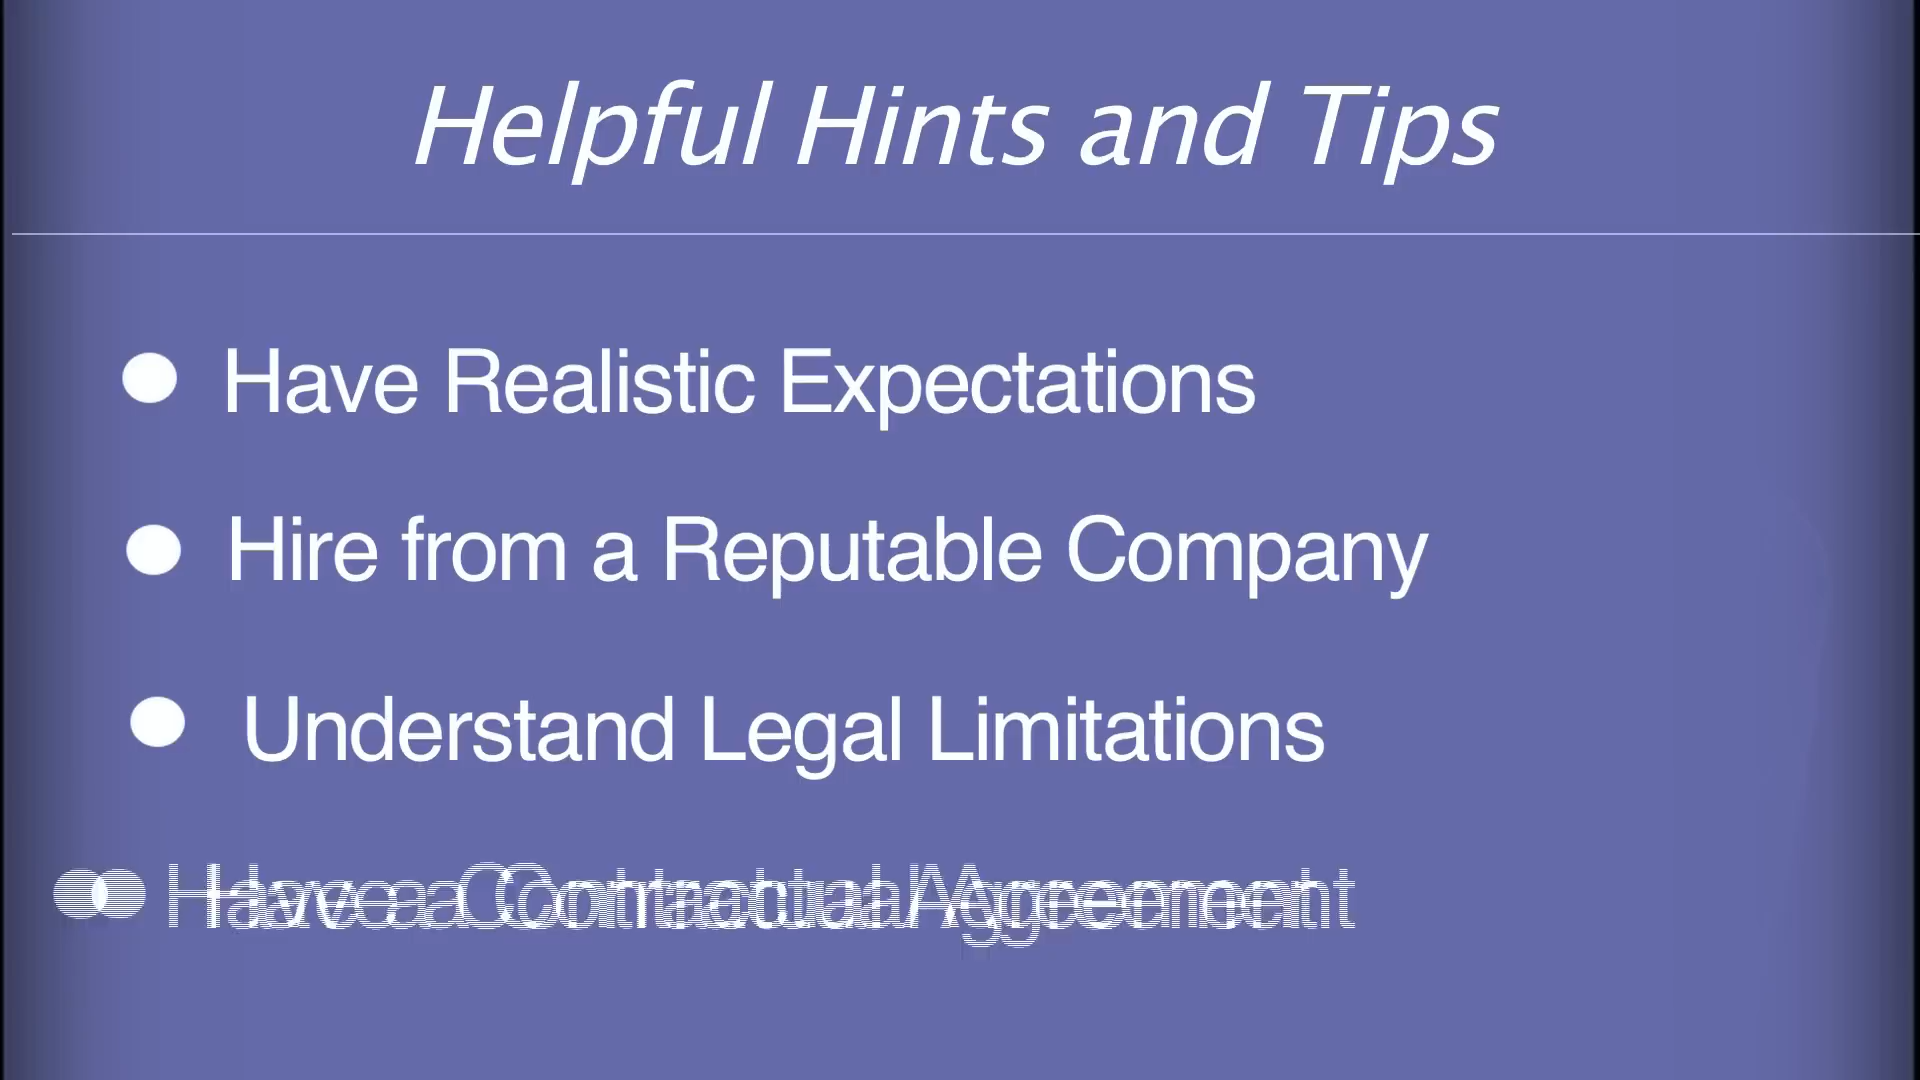 Helpful Hints and Tips
Have Realistic Expectations
Hire from a Reputable Company
Understand Legal Limitations
Have a Contractual Agreement